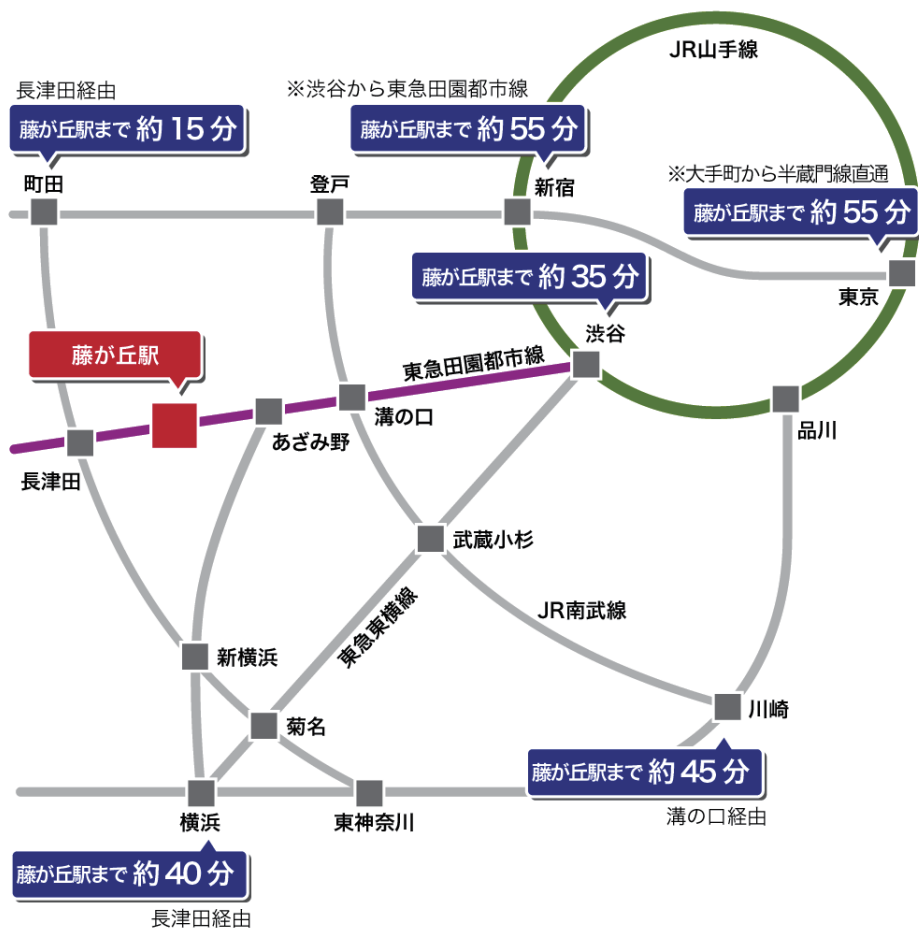 JR山手線
長津田経由
藤が丘駅まで 約 15 分
町田
登戸
※渋谷から東急田園都市線
藤が丘駅まで 約 55 分
新宿
※大手町から半蔵門線直通
藤が丘駅まで 約 55 分
東京
藤が丘駅まで 約 35 分
渋谷
藤が丘駅
東急田園都市線
溝の口
あざみ野
長津田
品川
武蔵小杉
JR南武線
東急東横線
新横浜
菊名
川崎
藤が丘駅まで 約 45 分
溝の口経由
横浜
東神奈川
藤が丘駅まで 約 40 分
長津田経由